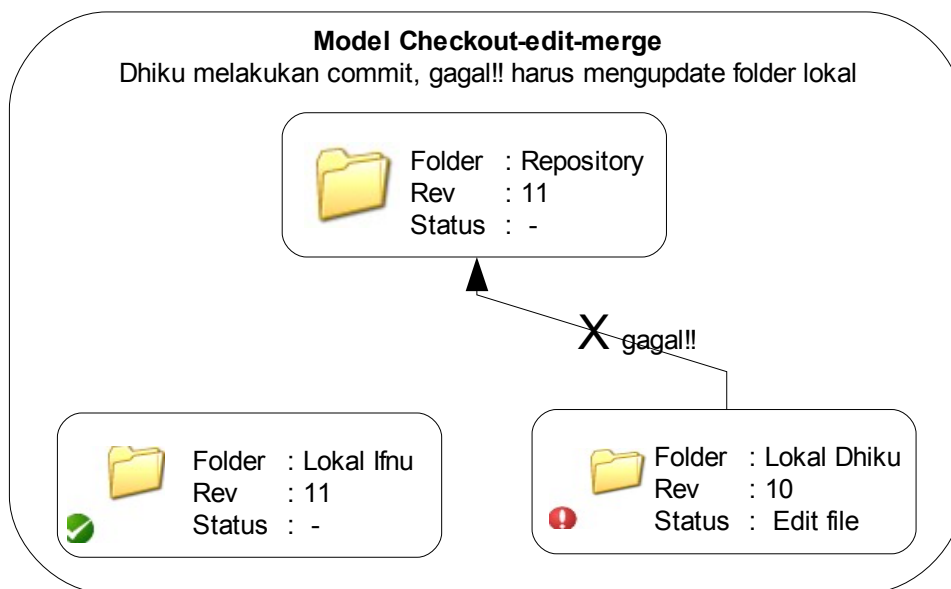 Model Checkout-edit-merge
Dhiku melakukan commit, gagal!! harus mengupdate folder lokal
Folder : Repository
Rev : 11
Status : -
X gagal!!
Folder : Lokal Ifnu
Rev : 11
Status : -
Folder : Lokal Dhiku
Rev : 10
Status : Edit file